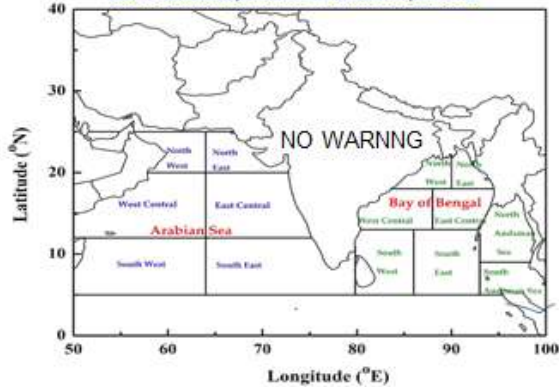 40
30
20
10
0
Latitude (°N)
NO WARNNG
North West
North East
West Central
East Central
Arabian Sea
South West
South East
North West
North East
Bay of Bengal
West Central
East Central
South West
South East
North Andaman Sea
South Andaman Sea
50 60 70 80 90 100
Longitude (°E)